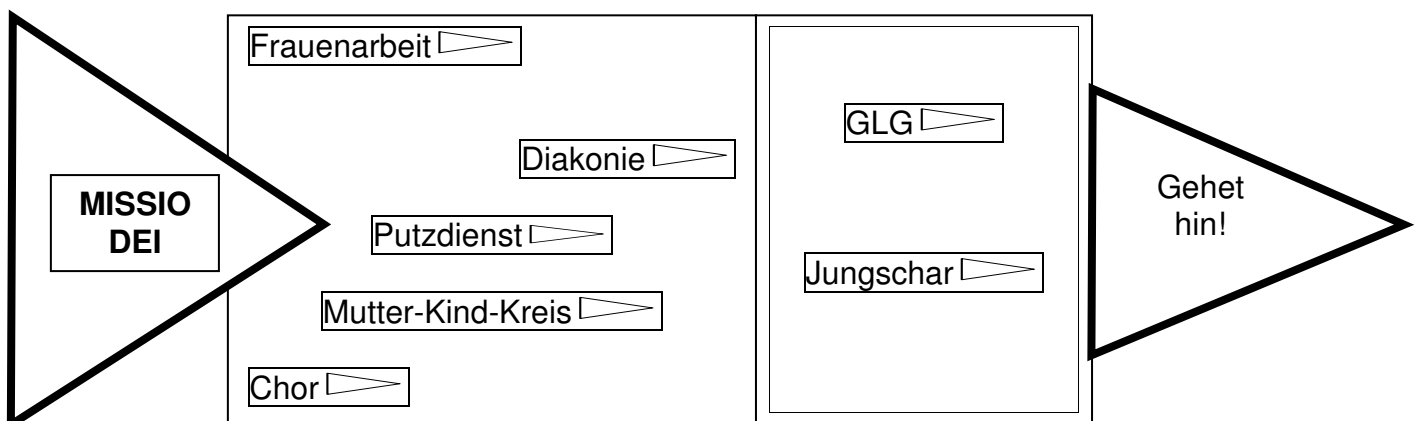 Frauenarbeit
GLG
Diakonie
MISSIO
DEI
Gehet
hin!
Putzdienst
Jungschar
Mutter-Kind-Kreis
Chor